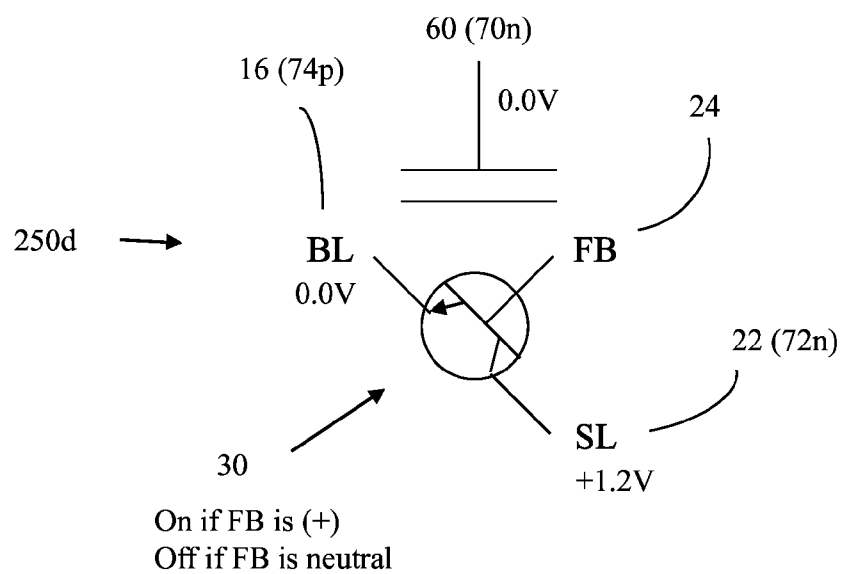 60 (70n)
16 (74p)
0.0V
24
250d
BL
FB
0.0V
22 (72n)
SL
30
+1.2V
On if FB is (+)
Off if FB is neutral